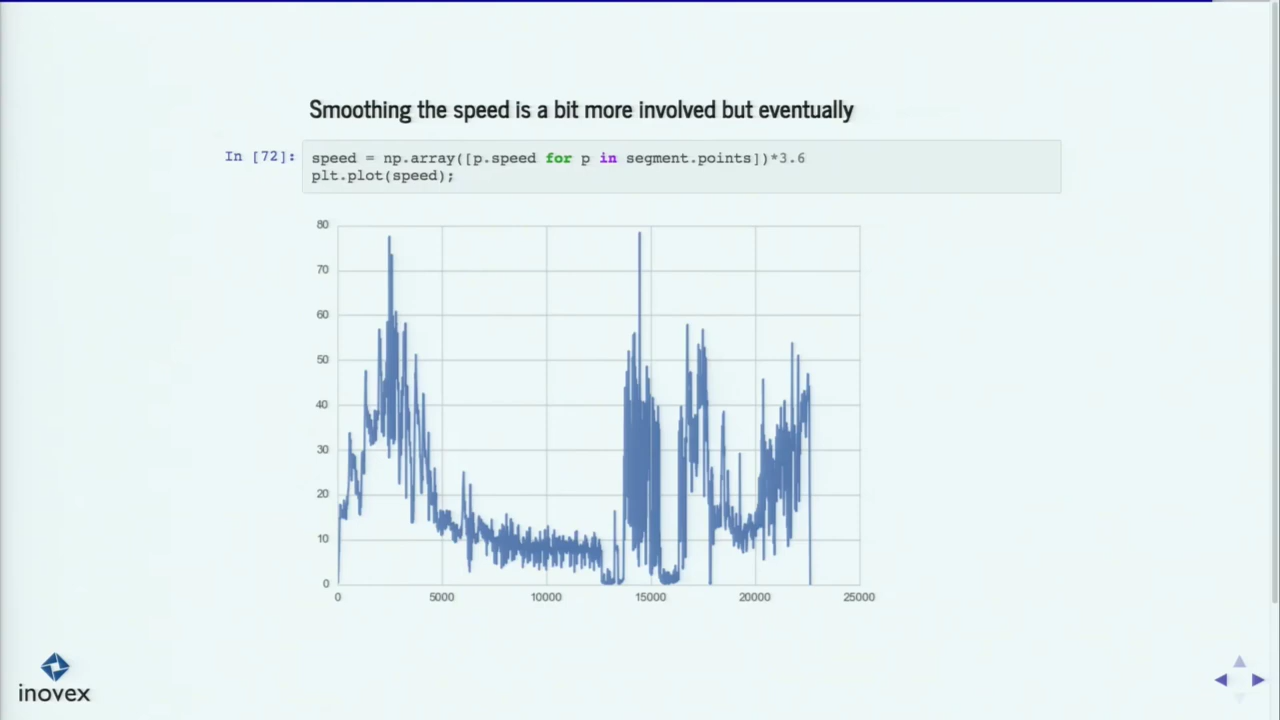 Smoothing the speed is a bit more involved but eventually
In [72]:
speed = np.array([p.speed for p in segment.points])*3.6
plt.plot(speed);
80
70
60
50
40
30
20
10
0
0 5000 10000 15000 20000 25000
inovex